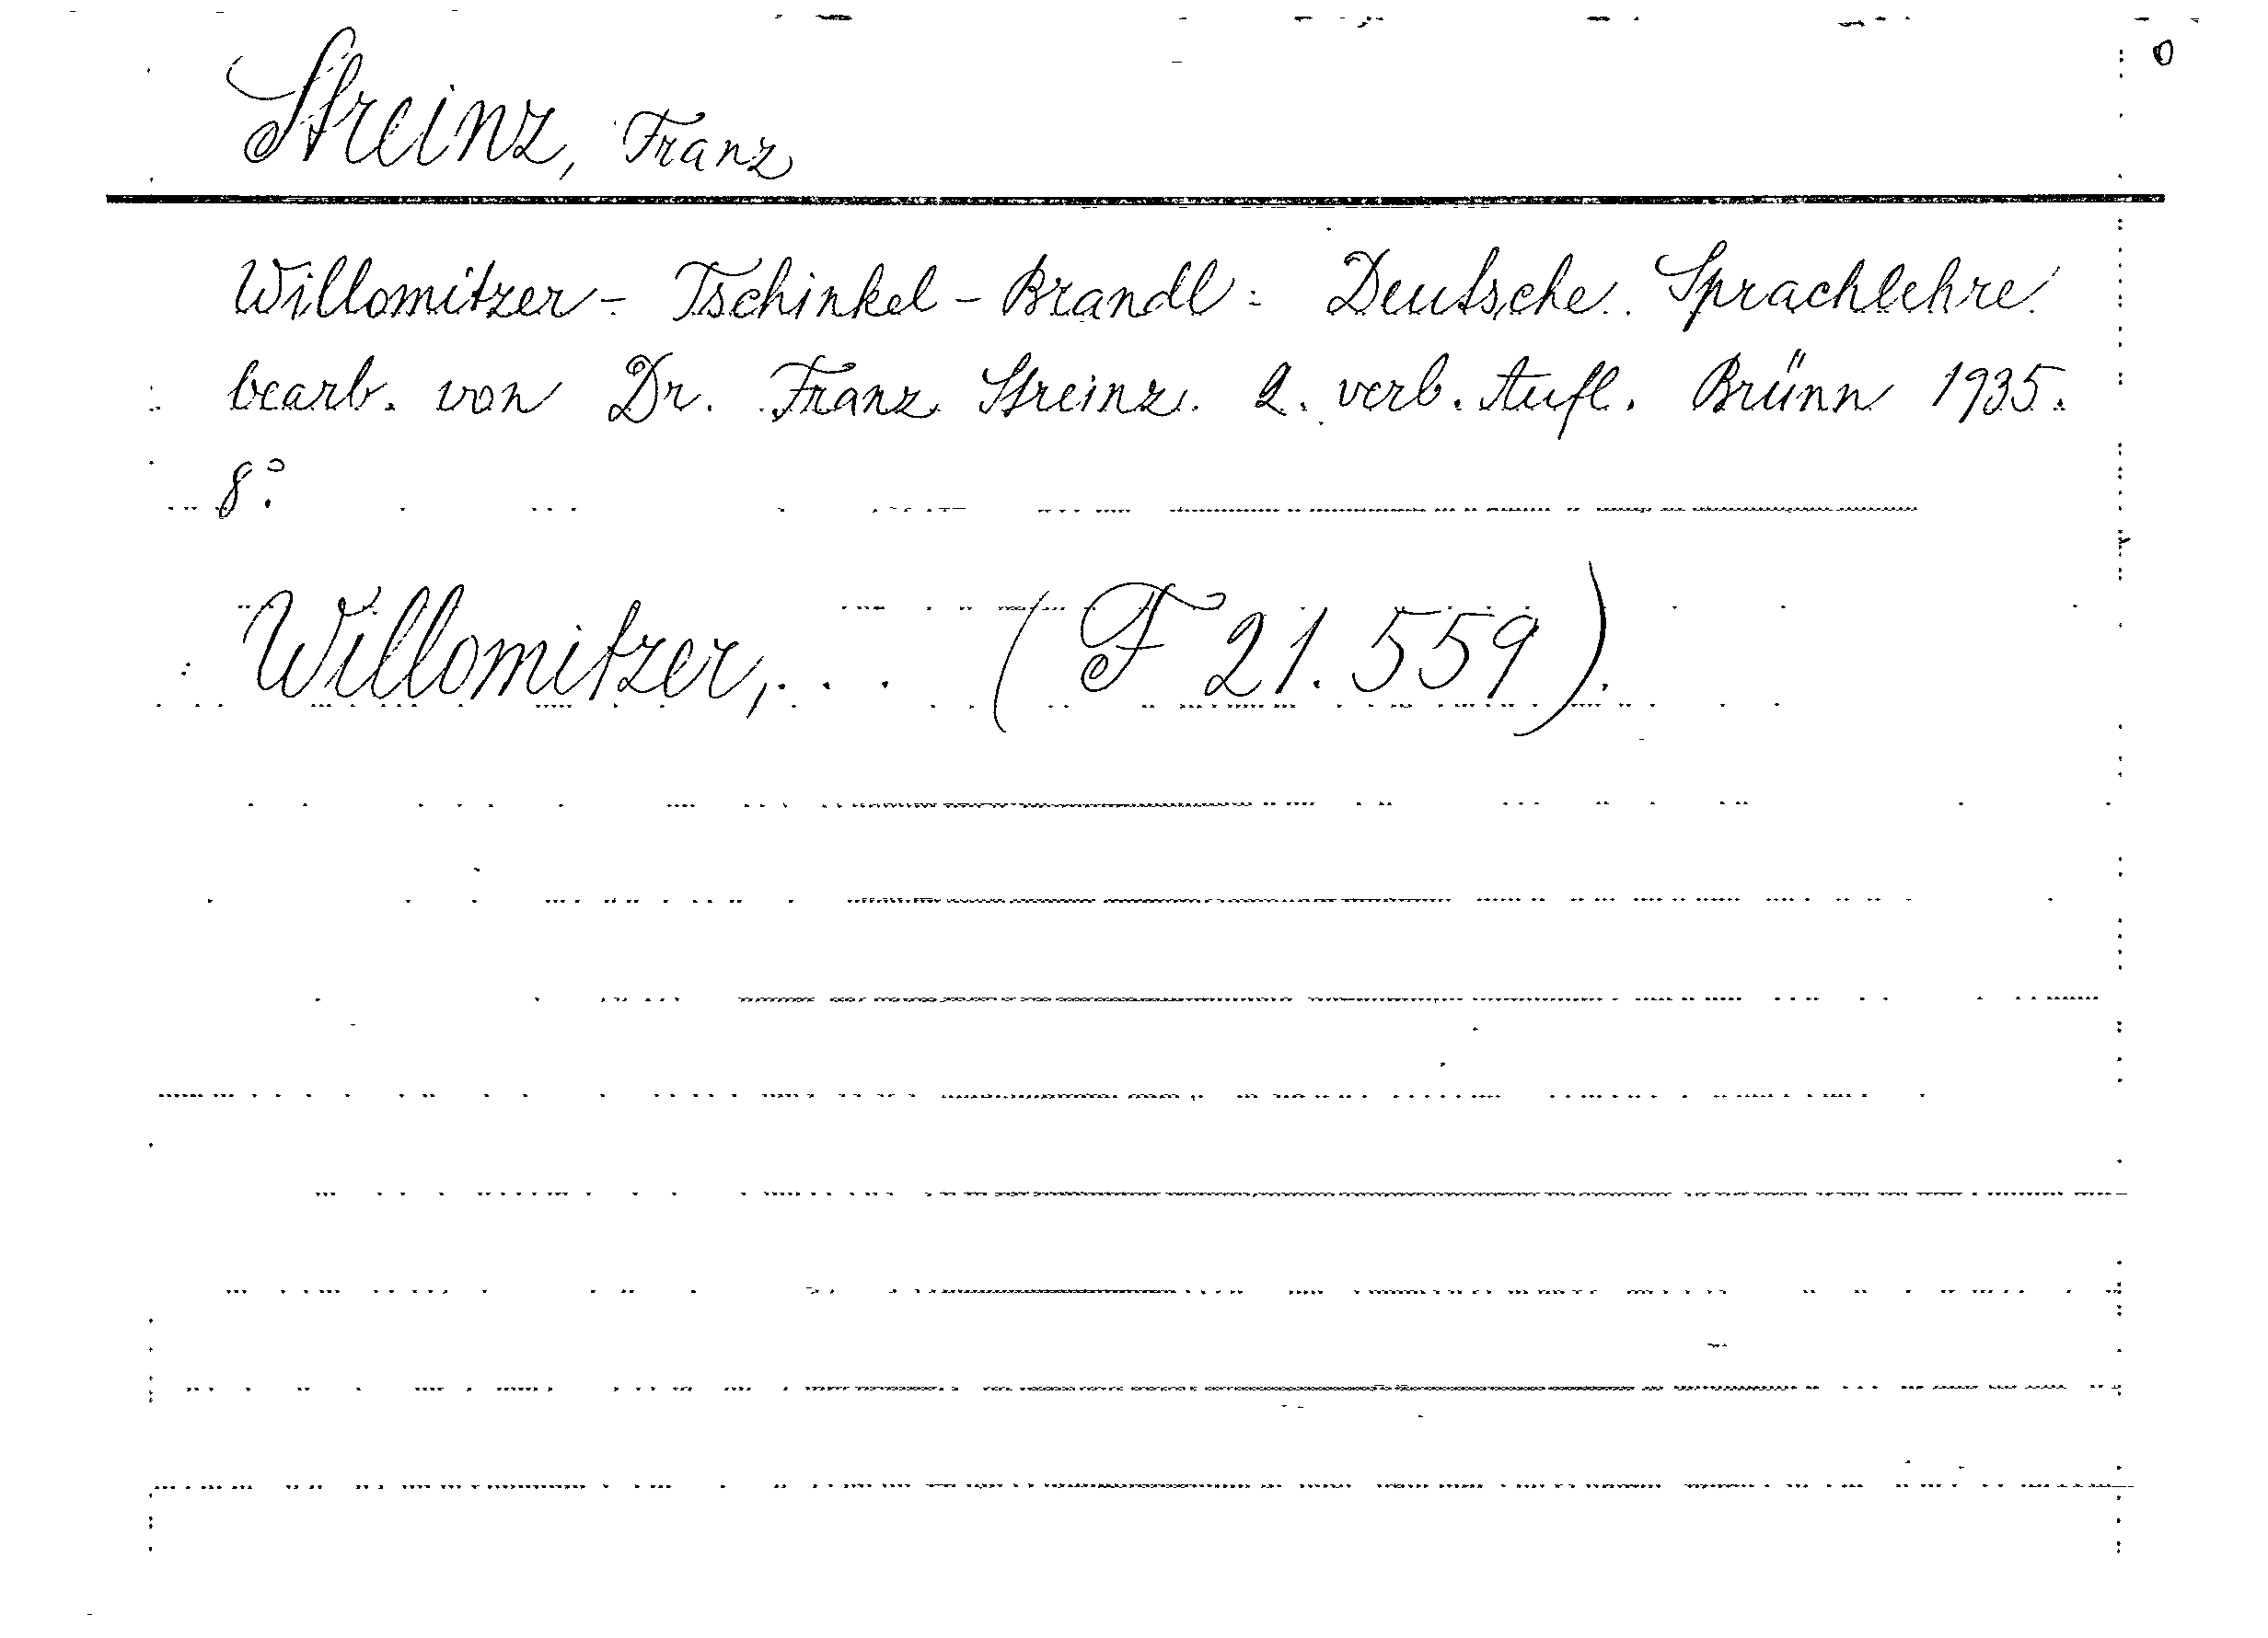 Streinz, Franz
Willomitzer - Tschinkel - Brandl: Deutsche Sprachlehre
bearb. von Dr. Franz Streinz. 2. verb. Aufl. Brünn 1935.
8°.
Willomitzer, . . . (F 21.559).